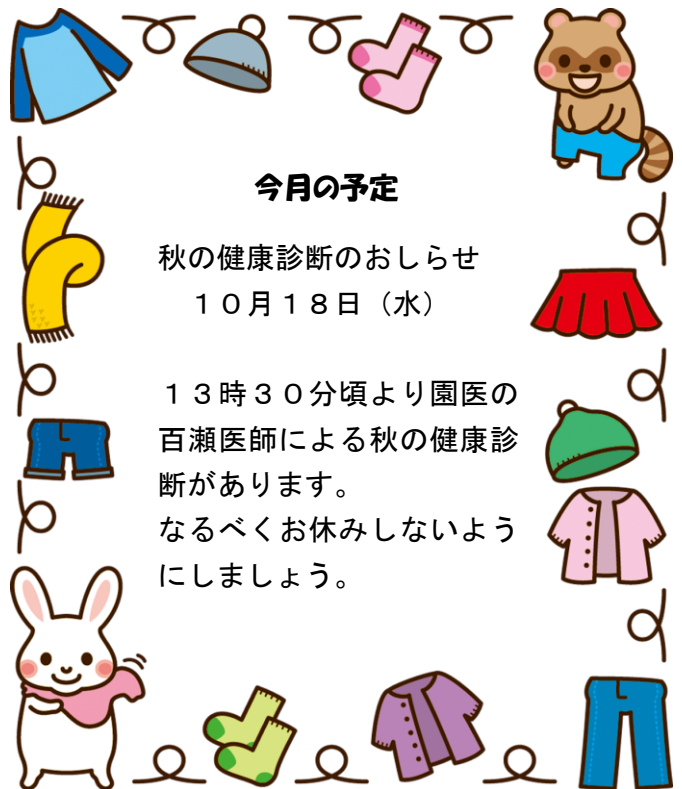 今月の予定
秋の健康診断のおしらせ
１０月１８日（水）
１３時３０分頃より園医の
百瀬医師による秋の健康診
断があります。
なるべくお休みしないよう
にしましょう。